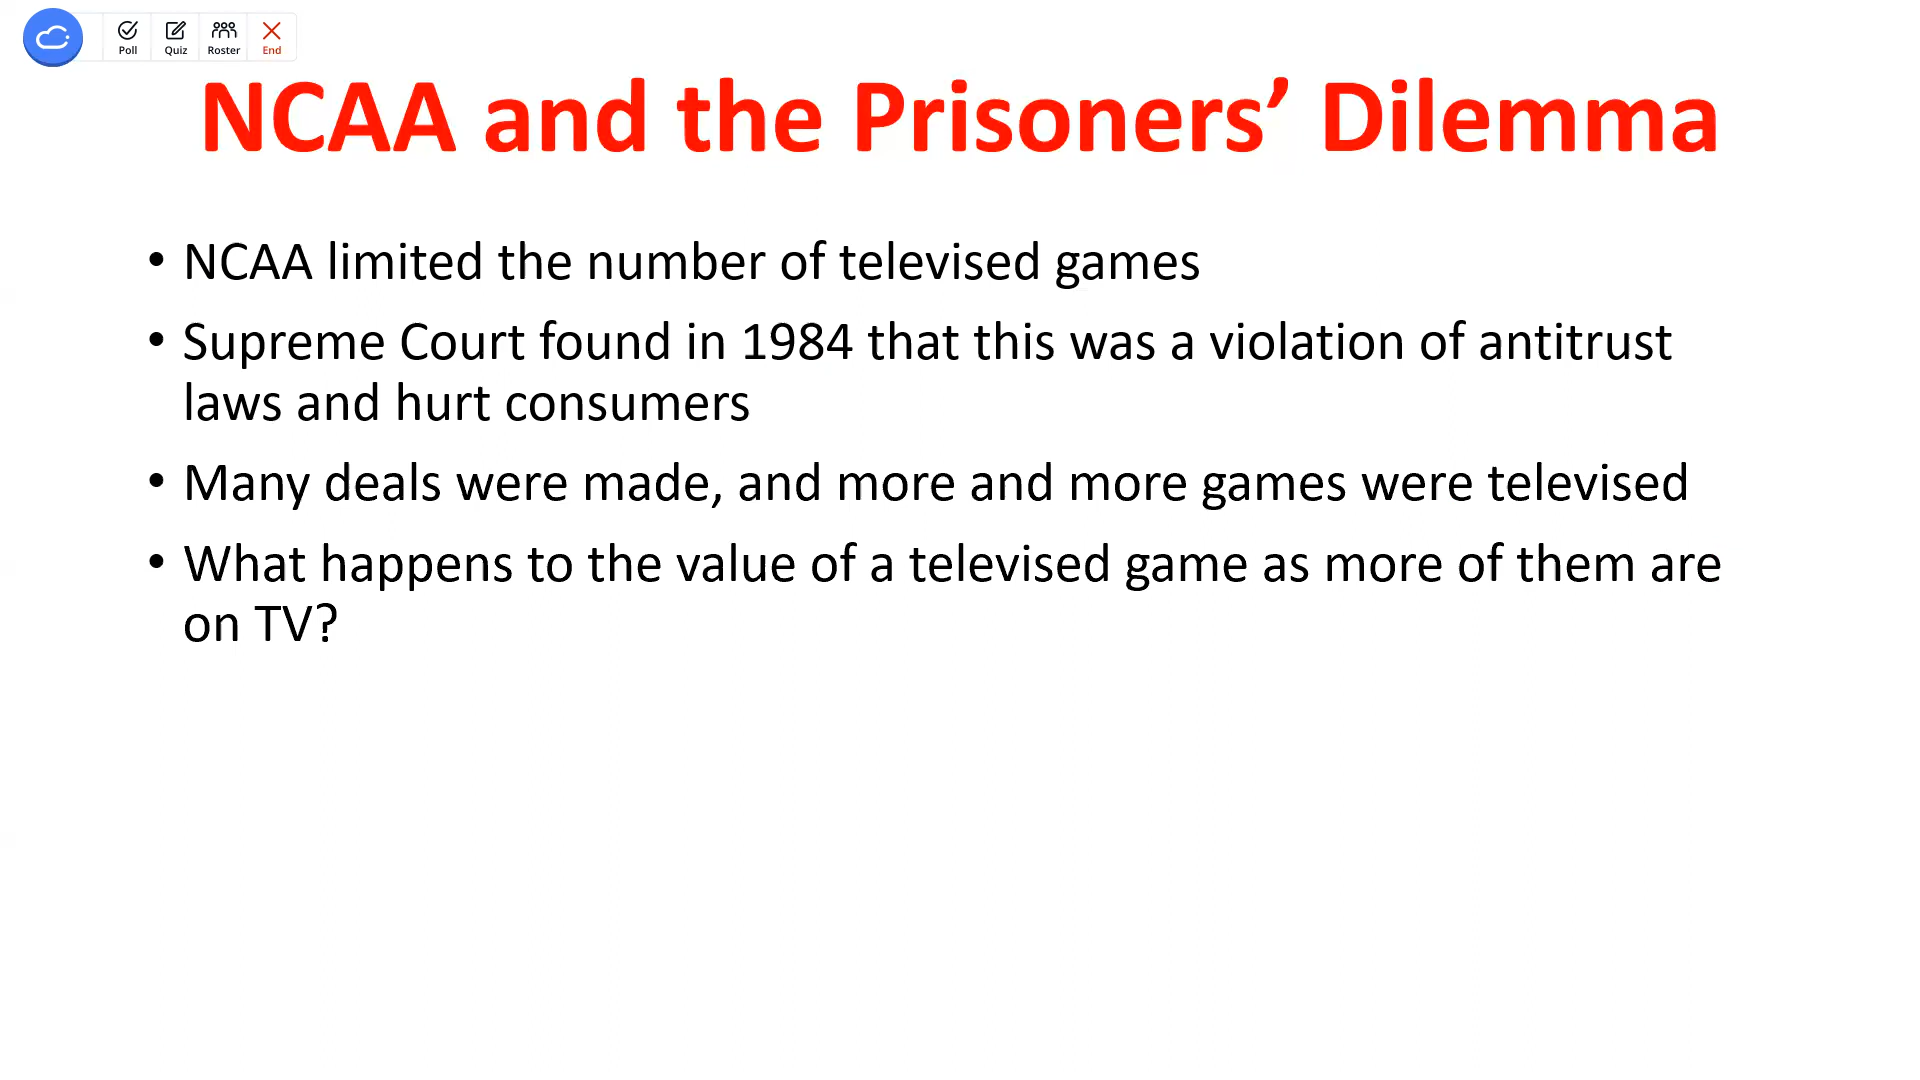 Poll Quiz Roster End
NCAA and the Prisoners’ Dilemma
• NCAA limited the number of televised games
• Supreme Court found in 1984 that this was a violation of antitrust
laws and hurt consumers
• Many deals were made, and more and more games were televised
• What happens to the value of a televised game as more of them are
on TV?